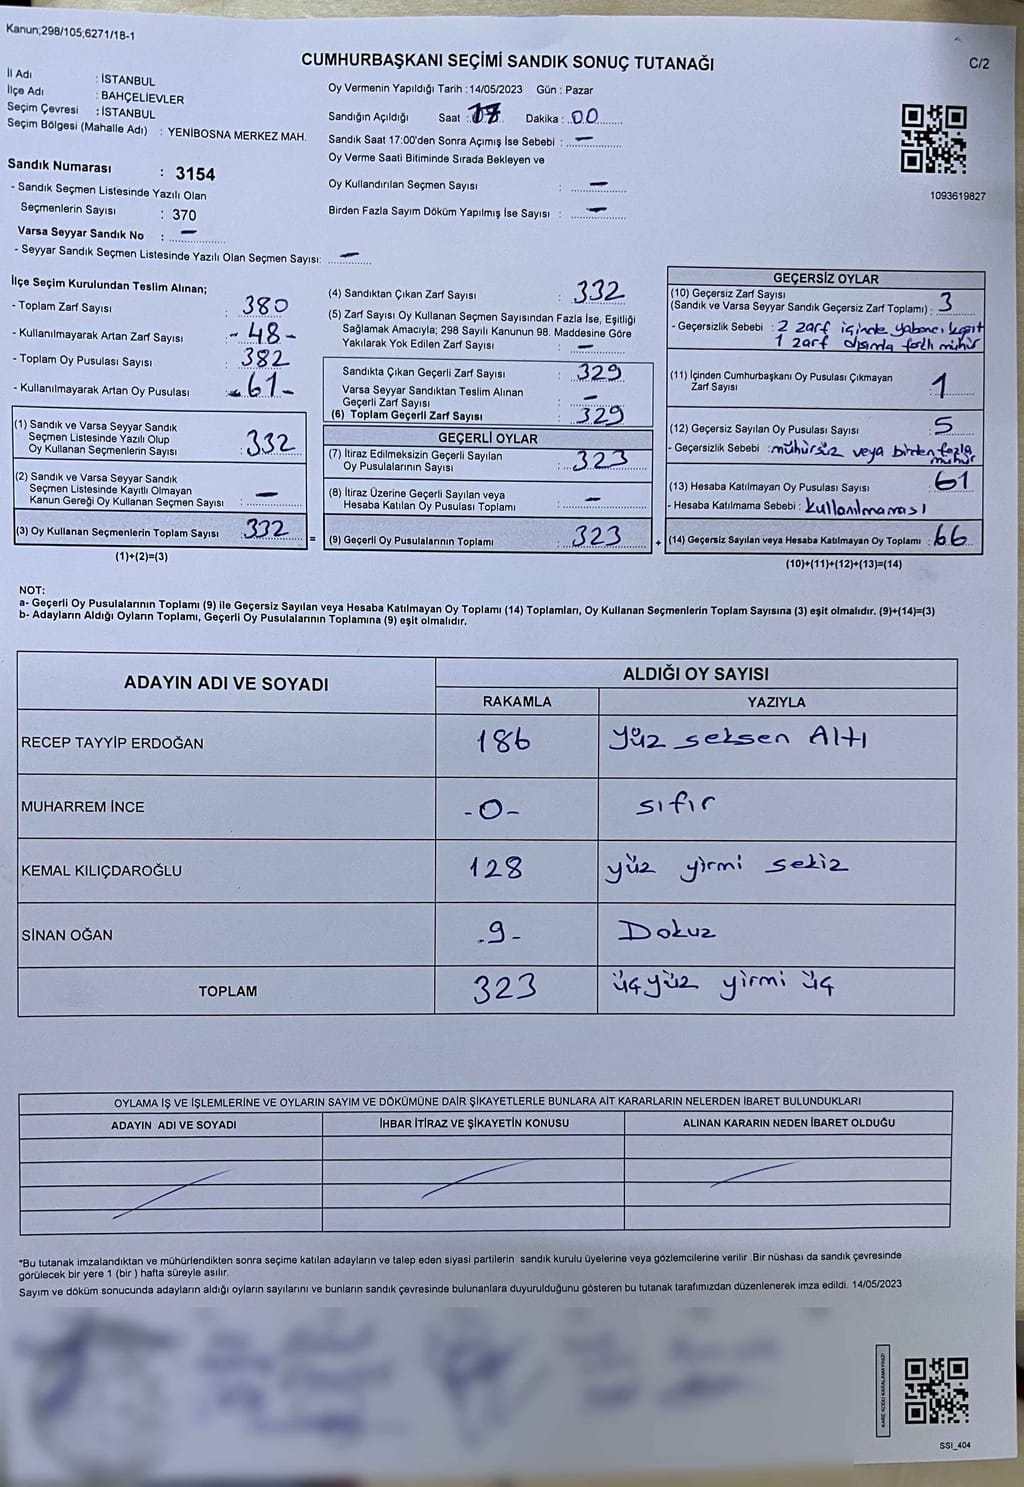 Kanun;298/105;6271/18-1
CUMHURBAŞKANI SEÇİMİ SANDIK SONUÇ TUTANAĞI
C/2
İl Adı : İSTANBUL
İlçe Adı : BAHÇELİEVLER
Seçim Çevresi : İSTANBUL
Seçim Bölgesi (Mahalle Adı) : YENİBOSNA MERKEZ MAH.
Sandık Numarası : 3154
- Sandık Seçmen Listesinde Yazılı Olan
Seçmenlerin Sayısı : 370
Varsa Seyyar Sandık No : —
- Seyyar Sandık Seçmen Listesinde Yazılı Olan Seçmen Sayısı: —
Oy Vermenin Yapıldığı Tarih : 14/05/2023 Gün : Pazar
Sandığın Açıldığı Saat : 17 Dakika : 00
Sandık Saat 17:00'den Sonra Açımış İse Sebebi : —
Oy Verme Saati Bitiminde Sırada Bekleyen ve
Oy Kullandırılan Seçmen Sayısı : —
Birden Fazla Sayım Döküm Yapılmış İse Sayısı : —
1093619827
İlçe Seçim Kurulundan Teslim Alınan;
- Toplam Zarf Sayısı : 380
- Kullanılmayarak Artan Zarf Sayısı : -48-
- Toplam Oy Pusulası Sayısı : 382
- Kullanılmayarak Artan Oy Pusulası : -61-
(1) Sandık ve Varsa Seyyar Sandık
Seçmen Listesinde Yazılı Olup
Oy Kullanan Seçmenlerin Sayısı : 332
(2) Sandık ve Varsa Seyyar Sandık
Seçmen Listesinde Kayıtlı Olmayan
Kanun Gereği Oy Kullanan Seçmen Sayısı : —
(3) Oy Kullanan Seçmenlerin Toplam Sayısı : 332
(1)+(2)=(3)
=
(4) Sandıktan Çıkan Zarf Sayısı : 332
(5) Zarf Sayısı Oy Kullanan Seçmen Sayısından Fazla İse, Eşitliği
Sağlamak Amacıyla; 298 Sayılı Kanunun 98. Maddesine Göre
Yakılarak Yok Edilen Zarf Sayısı : —
Sandıkta Çıkan Geçerli Zarf Sayısı : 329
Varsa Seyyar Sandıktan Teslim Alınan
Geçerli Zarf Sayısı : —
(6) Toplam Geçerli Zarf Sayısı : 329
GEÇERLİ OYLAR
(7) İtiraz Edilmeksizin Geçerli Sayılan
Oy Pusulalarının Sayısı : 323
(8) İtiraz Üzerine Geçerli Sayılan veya
Hesaba Katılan Oy Pusulaları Toplamı : —
(9) Geçerli Oy Pusulalarının Toplamı : 323
+
GEÇERSİZ OYLAR
(10) Geçersiz Zarf Sayısı
(Sandık ve Varsa Seyyar Sandık Geçersiz Zarf Toplamı) : 3
- Geçersizlik Sebebi : 2 zarf içinde yabancı kağıt
1 zarf dışında fazla mühür
(11) İçinden Cumhurbaşkanı Oy Pusulası Çıkmayan
Zarf Sayısı : 1
(12) Geçersiz Sayılan Oy Pusulası Sayısı : 5
- Geçersizlik Sebebi : mühürsüz veya birden fazla
mühür
(13) Hesaba Katılmayan Oy Pusulası Sayısı : 61
- Hesaba Katılmama Sebebi : kullanılmaması
(14) Geçersiz Sayılan veya Hesaba Katılmayan Oy Toplamı : 66
(10)+(11)+(12)+(13)=(14)
NOT:
a- Geçerli Oy Pusulalarının Toplamı (9) ile Geçersiz Sayılan veya Hesaba Katılmayan Oy Toplamı (14) Toplamları, Oy Kullanan Seçmenlerin Toplam Sayısına (3) eşit olmalıdır. (9)+(14)=(3)
b- Adayların Aldığı Oyların Toplamı, Geçerli Oy Pusulalarının Toplamına (9) eşit olmalıdır.
ADAYIN ADI VE SOYADI
ALDIĞI OY SAYISI
RAKAMLA YAZIYLA
RECEP TAYYİP ERDOĞAN 186 Yüz seksen Altı
MUHARREM İNCE -0- sıfır
KEMAL KILIÇDAROĞLU 128 yüz yirmi sekiz
SİNAN OĞAN -9- Dokuz
TOPLAM 323 üçyüz yirmi üç
OYLAMA İŞ VE İŞLEMLERİNE VE OYLARIN SAYIM VE DÖKÜMÜNE DAİR ŞİKAYETLERLE BUNLARA AİT KARARLARIN NELERDEN İBARET BULUNDUKLARI
ADAYIN ADI VE SOYADI İHBAR İTİRAZ VE ŞİKAYETİN KONUSU ALINAN KARARIN NEDEN İBARET OLDUĞU
*Bu tutanak imzalandıktan ve mühürlendikten sonra seçime katılan adayların ve talep eden siyasi partilerin sandık kurulu üyelerine veya gözlemcilerine verilir .Bir nüshası da sandık çevresinde
görülecek bir yere 1 (bir ) hafta süreyle asılır.
Sayım ve döküm sonucunda adayların aldığı oyların sayılarını ve bunların sandık çevresinde bulunanlara duyurulduğunu gösteren bu tutanak tarafımızdan düzenlenerek imza edildi. 14/05/2023
SSI_404